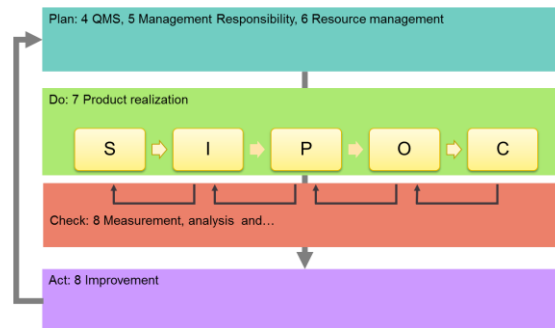 Plan: 4 QMS, 5 Management Responsibility, 6 Resource management
Do: 7 Product realization
S I P O C
Check: 8 Measurement, analysis and…
Act: 8 Improvement